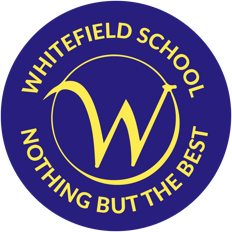 WHITEFIELD SCHOOL
W
NOTHING BUT THE BEST